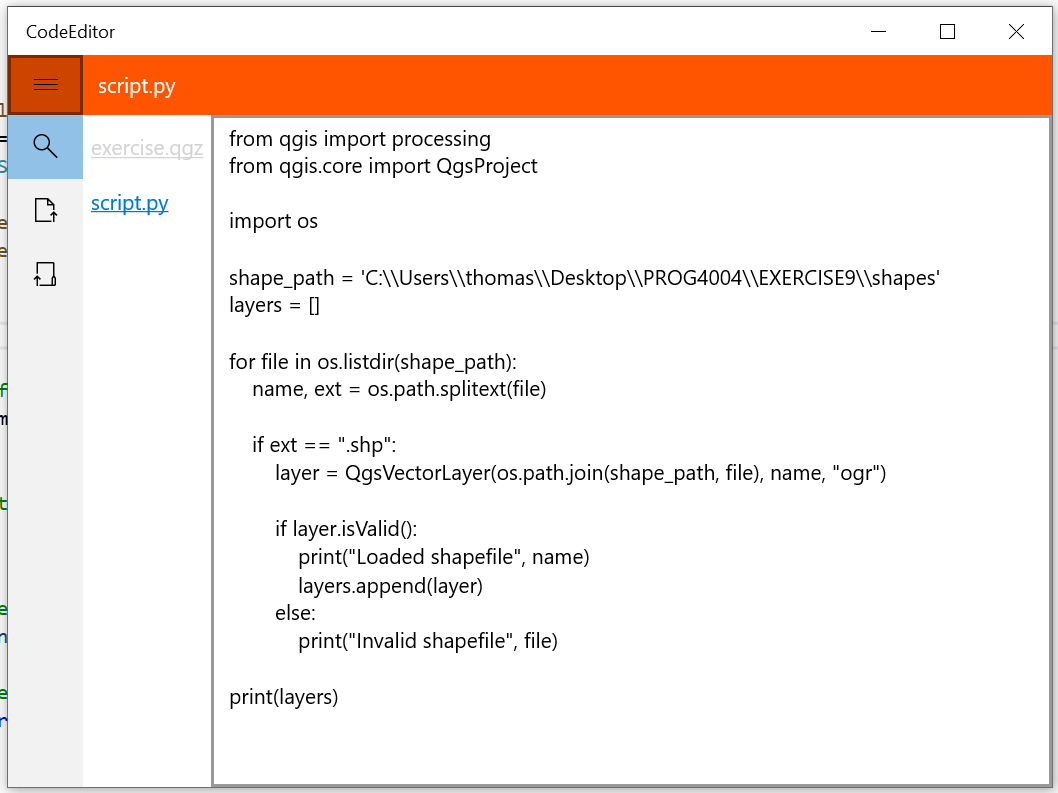 CodeEditor
script.py
exercise.qgz
script.py
from qgis import processing
from qgis.core import QgsProject
import os
shape_path = 'C:\\Users\\thomas\\Desktop\\PROG4004\\EXERCISE9\\shapes'
layers = []
for file in os.listdir(shape_path):
    name, ext = os.path.splitext(file)
    if ext == ".shp":
        layer = QgsVectorLayer(os.path.join(shape_path, file), name, "ogr")
        if layer.isValid():
            print("Loaded shapefile", name)
            layers.append(layer)
        else:
            print("Invalid shapefile", file)
print(layers)